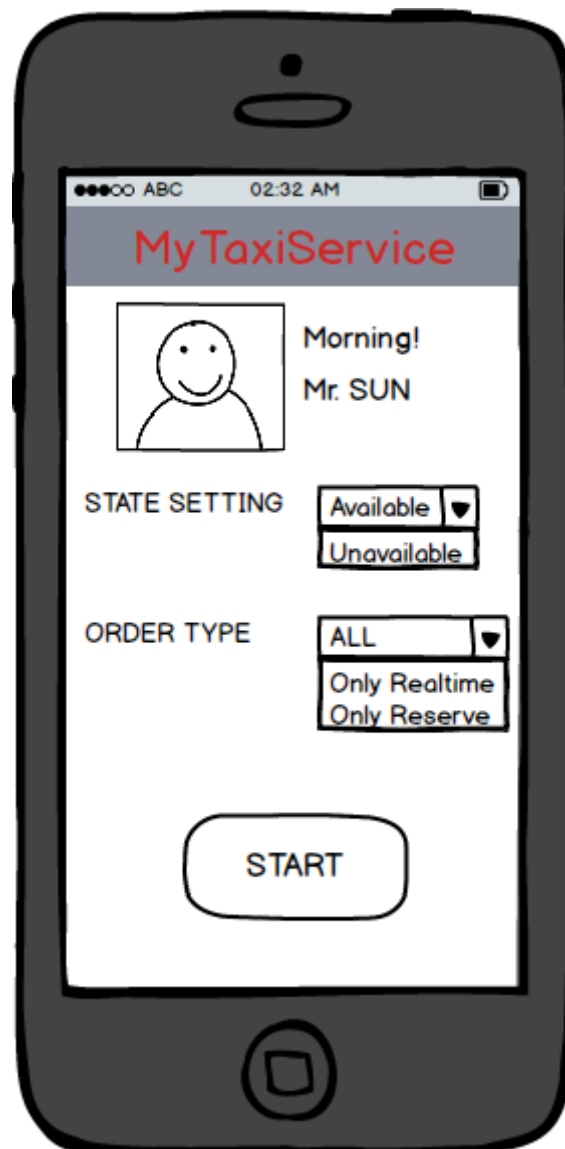 ABC 02:32 AM
MyTaxiService
Morning!
Mr. SUN
STATE SETTING Available
Unavailable
ORDER TYPE ALL
Only Realtime
Only Reserve
START